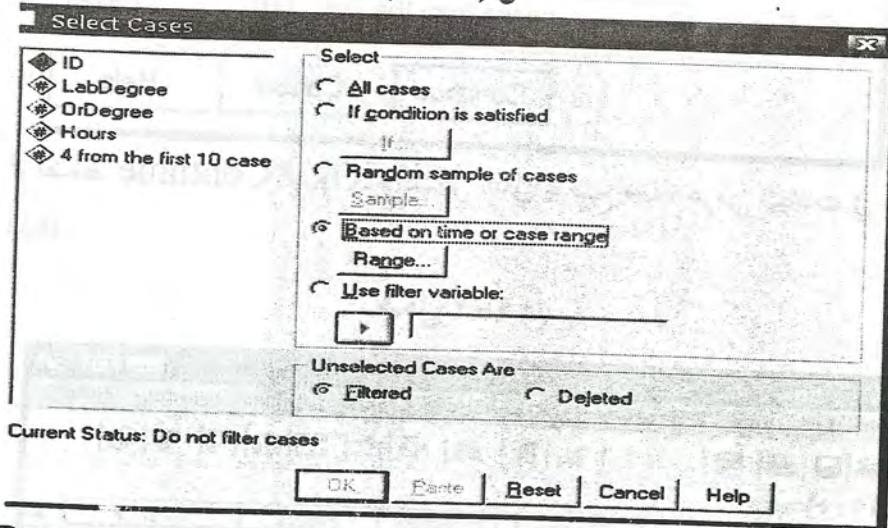 Select Cases
ID
LabDegree
OrDegree
Hours
4 from the first 10 case
Select
All cases
If condition is satisfied
If...
Random sample of cases
Sample...
Based on time or case range
Range...
Use filter variable:
Unselected Cases Are
Filtered
Deleted
Current Status: Do not filter cases
OK
Paste
Reset
Cancel
Help